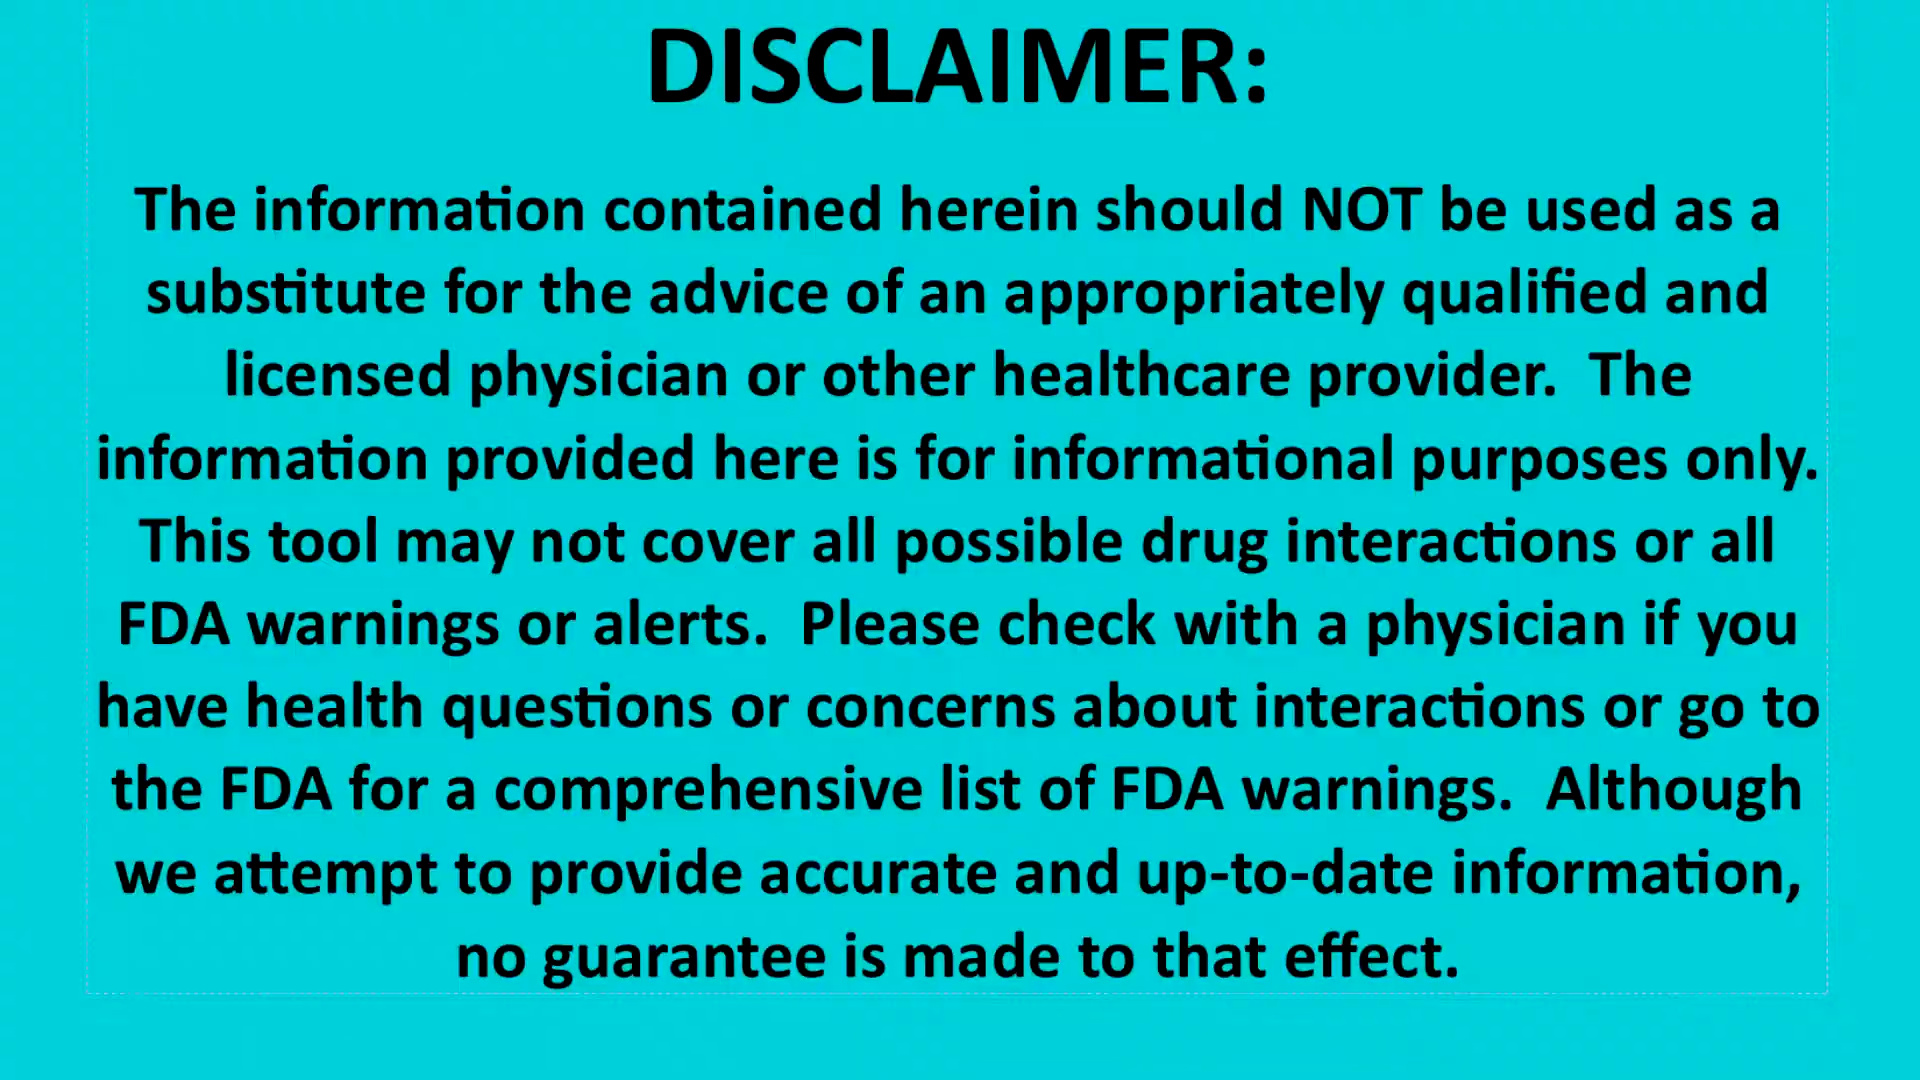 DISCLAIMER:
The information contained herein should NOT be used as a
substitute for the advice of an appropriately qualified and
licensed physician or other healthcare provider.  The
information provided here is for informational purposes only.
This tool may not cover all possible drug interactions or all
FDA warnings or alerts.  Please check with a physician if you
have health questions or concerns about interactions or go to
the FDA for a comprehensive list of FDA warnings.  Although
we attempt to provide accurate and up-to-date information,
no guarantee is made to that effect.